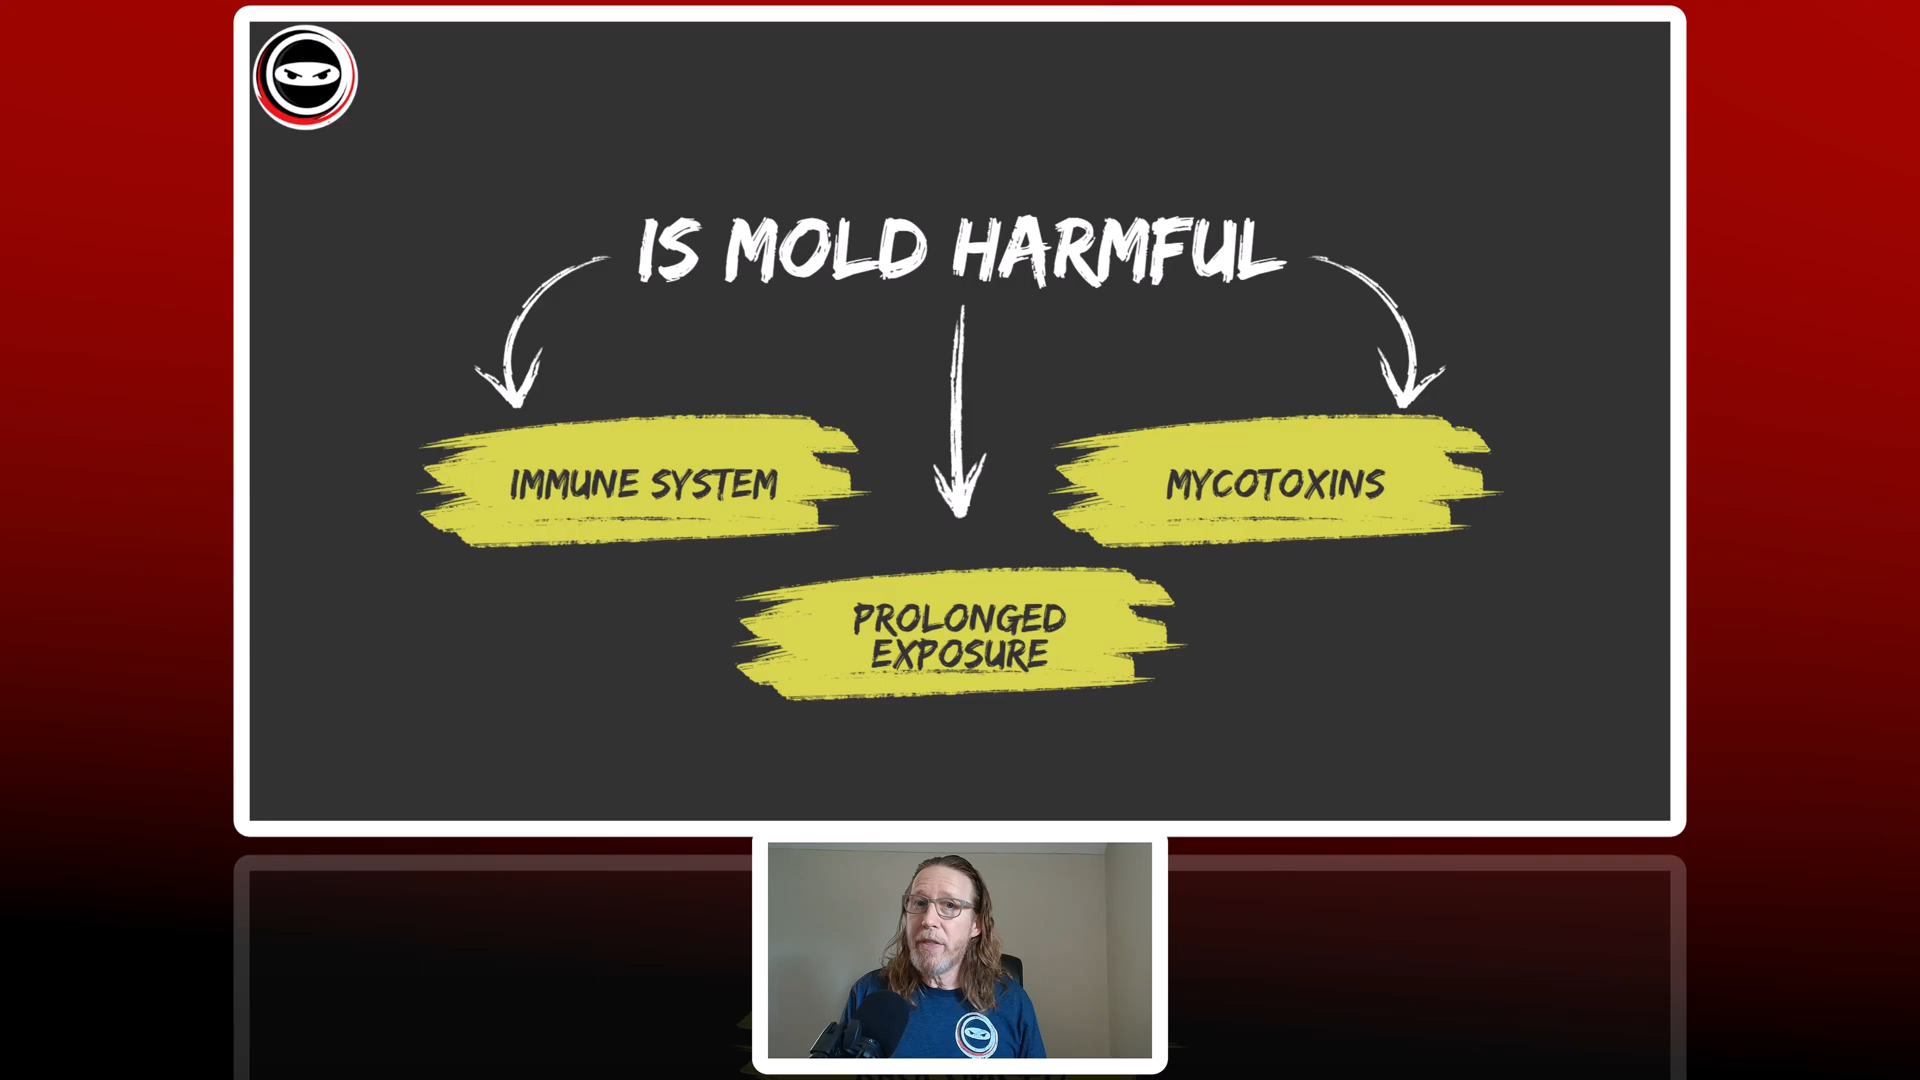 IS MOLD HARMFUL
IMMUNE SYSTEM
MYCOTOXINS
PROLONGED
EXPOSURE